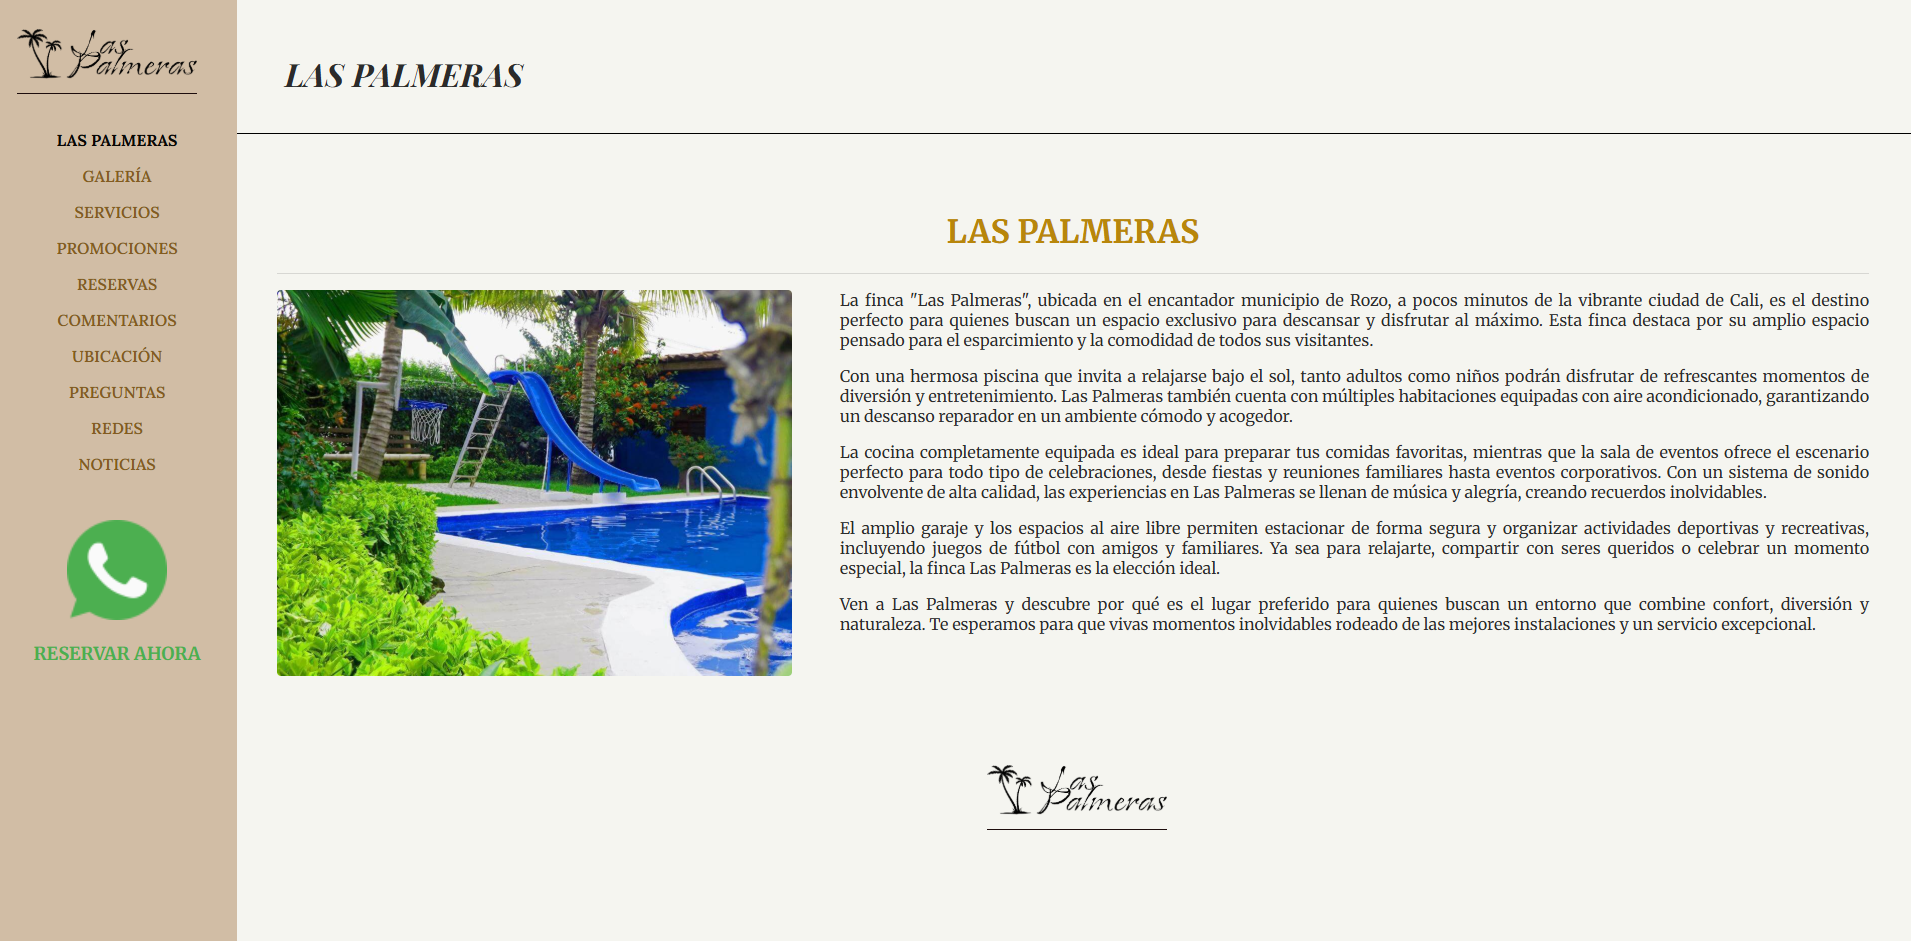 Las
Palmeras
LAS PALMERAS
GALERÍA
SERVICIOS
PROMOCIONES
RESERVAS
COMENTARIOS
UBICACIÓN
PREGUNTAS
REDES
NOTICIAS
RESERVAR AHORA
LAS PALMERAS
LAS PALMERAS
La finca "Las Palmeras", ubicada en el encantador municipio de Rozo, a pocos minutos de la vibrante ciudad de Cali, es el destino
perfecto para quienes buscan un espacio exclusivo para descansar y disfrutar al máximo. Esta finca destaca por su amplio espacio
pensado para el esparcimiento y la comodidad de todos sus visitantes.
Con una hermosa piscina que invita a relajarse bajo el sol, tanto adultos como niños podrán disfrutar de refrescantes momentos de
diversión y entretenimiento. Las Palmeras también cuenta con múltiples habitaciones equipadas con aire acondicionado, garantizando
un descanso reparador en un ambiente cómodo y acogedor.
La cocina completamente equipada es ideal para preparar tus comidas favoritas, mientras que la sala de eventos ofrece el escenario
perfecto para todo tipo de celebraciones, desde fiestas y reuniones familiares hasta eventos corporativos. Con un sistema de sonido
envolvente de alta calidad, las experiencias en Las Palmeras se llenan de música y alegría, creando recuerdos inolvidables.
El amplio garaje y los espacios al aire libre permiten estacionar de forma segura y organizar actividades deportivas y recreativas,
incluyendo juegos de fútbol con amigos y familiares. Ya sea para relajarte, compartir con seres queridos o celebrar un momento
especial, la finca Las Palmeras es la elección ideal.
Ven a Las Palmeras y descubre por qué es el lugar preferido para quienes buscan un entorno que combine confort, diversión y
naturaleza. Te esperamos para que vivas momentos inolvidables rodeado de las mejores instalaciones y un servicio excepcional.
Las
Palmeras